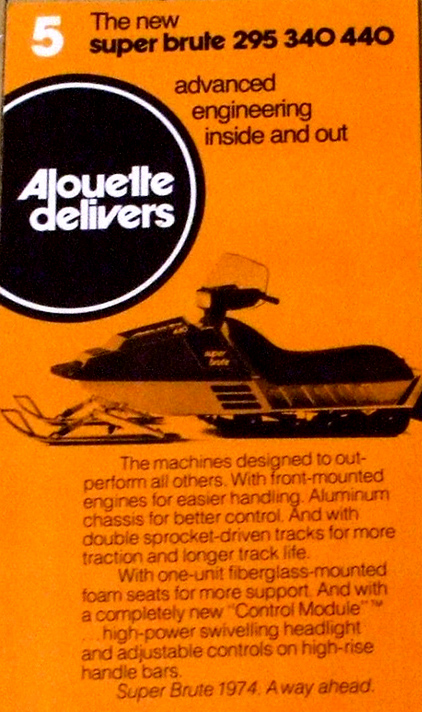 5
The new
super brute 295 340 440
advanced
engineering
inside and out
Alouette
delivers
440
super
brute
The machines designed to out-
perform all others. With front-mounted
engines for easier handling. Aluminum
chassis for better control. And with
double sprocket-driven tracks for more
traction and longer track life.
With one-unit fiberglass-mounted
foam seats for more support. And with
a completely new "Control Module"™
...high-power swivelling headlight
and adjustable controls on high-rise
handle bars.
Super Brute 1974. A way ahead.